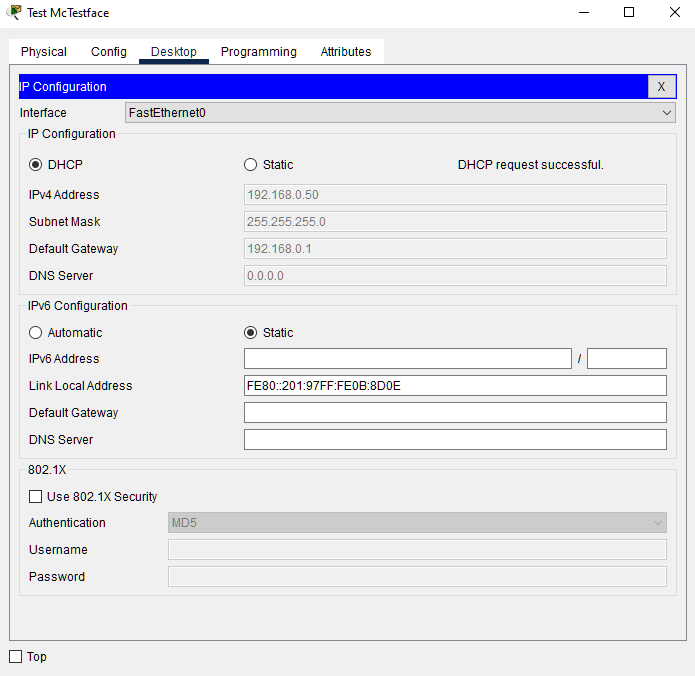 Test McTestface
Physical Config Desktop Programming Attributes
IP Configuration X
Interface FastEthernet0
IP Configuration
DHCP Static DHCP request successful.
IPv4 Address 192.168.0.50
Subnet Mask 255.255.255.0
Default Gateway 192.168.0.1
DNS Server 0.0.0.0
IPv6 Configuration
Automatic Static
IPv6 Address /
Link Local Address FE80::201:97FF:FE0B:8D0E
Default Gateway
DNS Server
802.1X
Use 802.1X Security
Authentication MD5
Username
Password
Top